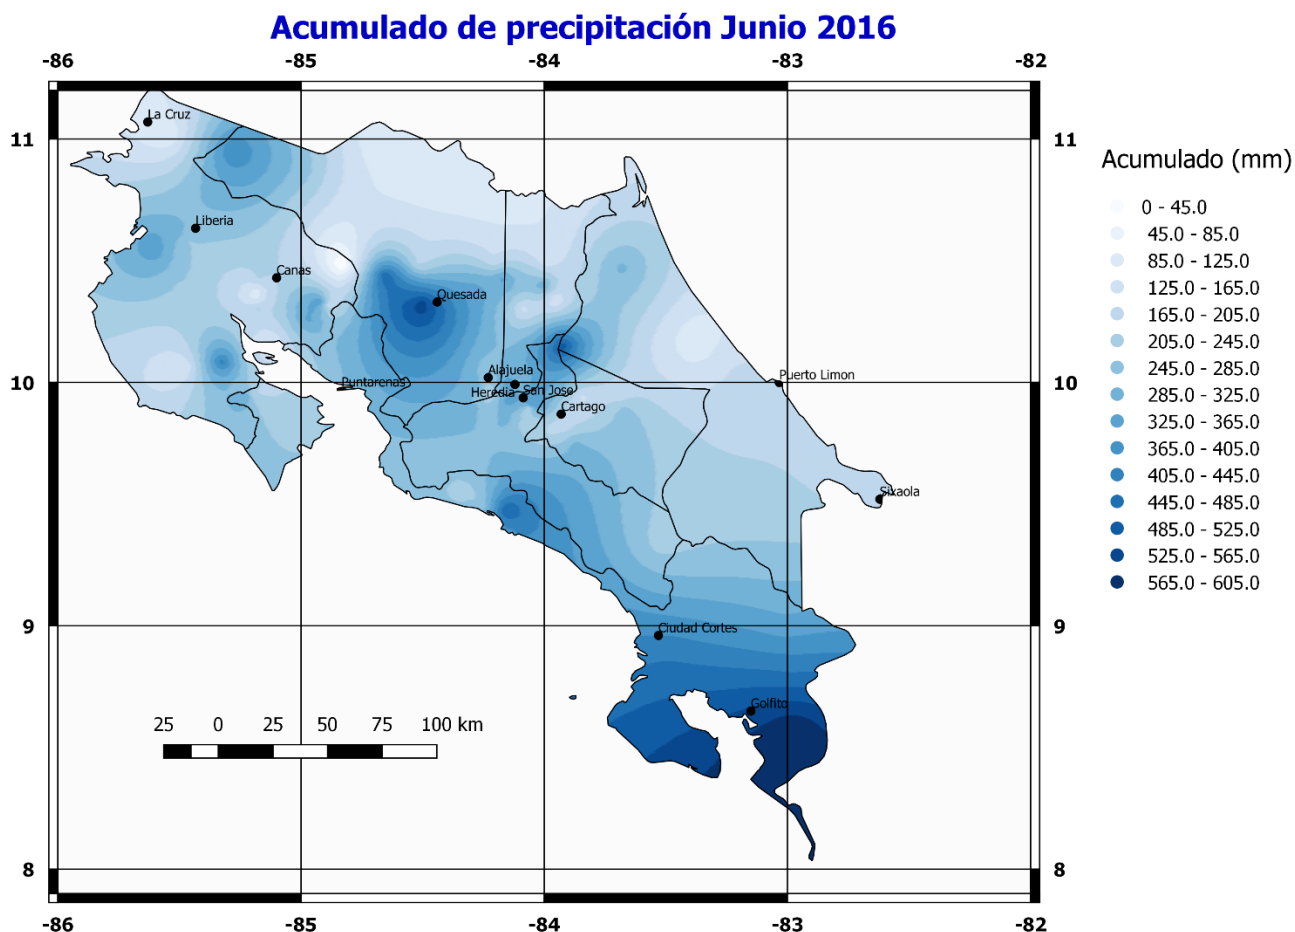 Acumulado de precipitación Junio 2016
-86 -85 -84 -83 -82
La Cruz
11 11
Acumulado (mm)
0 - 45.0
45.0 - 85.0
85.0 - 125.0
125.0 - 165.0
165.0 - 205.0
205.0 - 245.0
245.0 - 285.0
285.0 - 325.0
325.0 - 365.0
365.0 - 405.0
405.0 - 445.0
445.0 - 485.0
485.0 - 525.0
525.0 - 565.0
565.0 - 605.0
Liberia
Canas
Quesada
Alajuela
Puerto Limon
10 Puntarenas 10
Heredia San Jose
Cartago
Sixaola
9 9
Ciudad Cortes
Golfito
25 0 25 50 75 100 km
8 8
-86 -85 -84 -83 -82